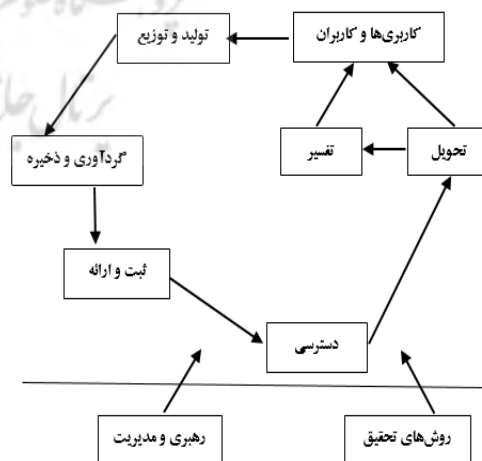 کاربری‌ها و کاربران
تولید و توزیع
گردآوری و ذخیره
تفسیر
تحویل
ثبت و ارائه
دسترسی
رهبری و مدیریت
روش‌های تحقیق